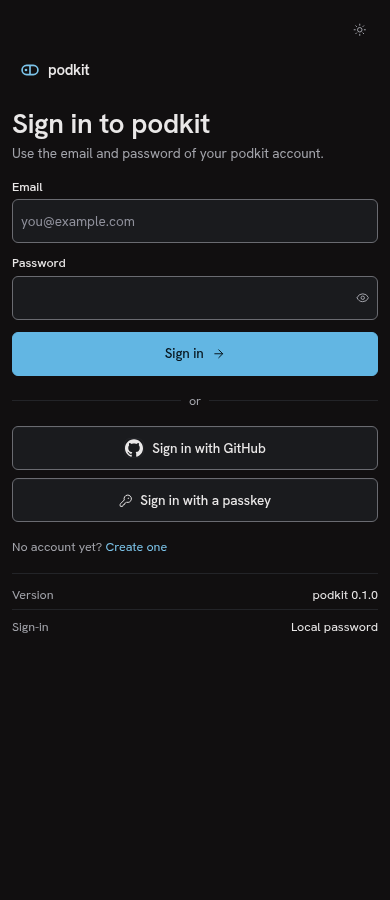 podkit
Sign in to podkit
Use the email and password of your podkit account.
Email
you@example.com
Password
Sign in
or
Sign in with GitHub
Sign in with a passkey
No account yet? Create one
Version podkit 0.1.0
Sign-in Local password